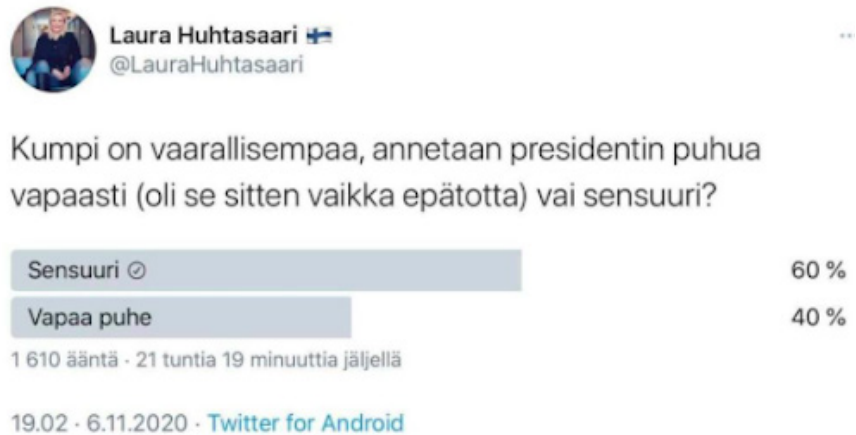 Laura Huhtasaari 🇫🇮
@LauraHuhtasaari
Kumpi on vaarallisempaa, annetaan presidentin puhua
vapaasti (oli se sitten vaikka epätotta) vai sensuuri?
Sensuuri 60 %
Vapaa puhe 40 %
1 610 ääntä · 21 tuntia 19 minuuttia jäljellä
19.02 · 6.11.2020 · Twitter for Android